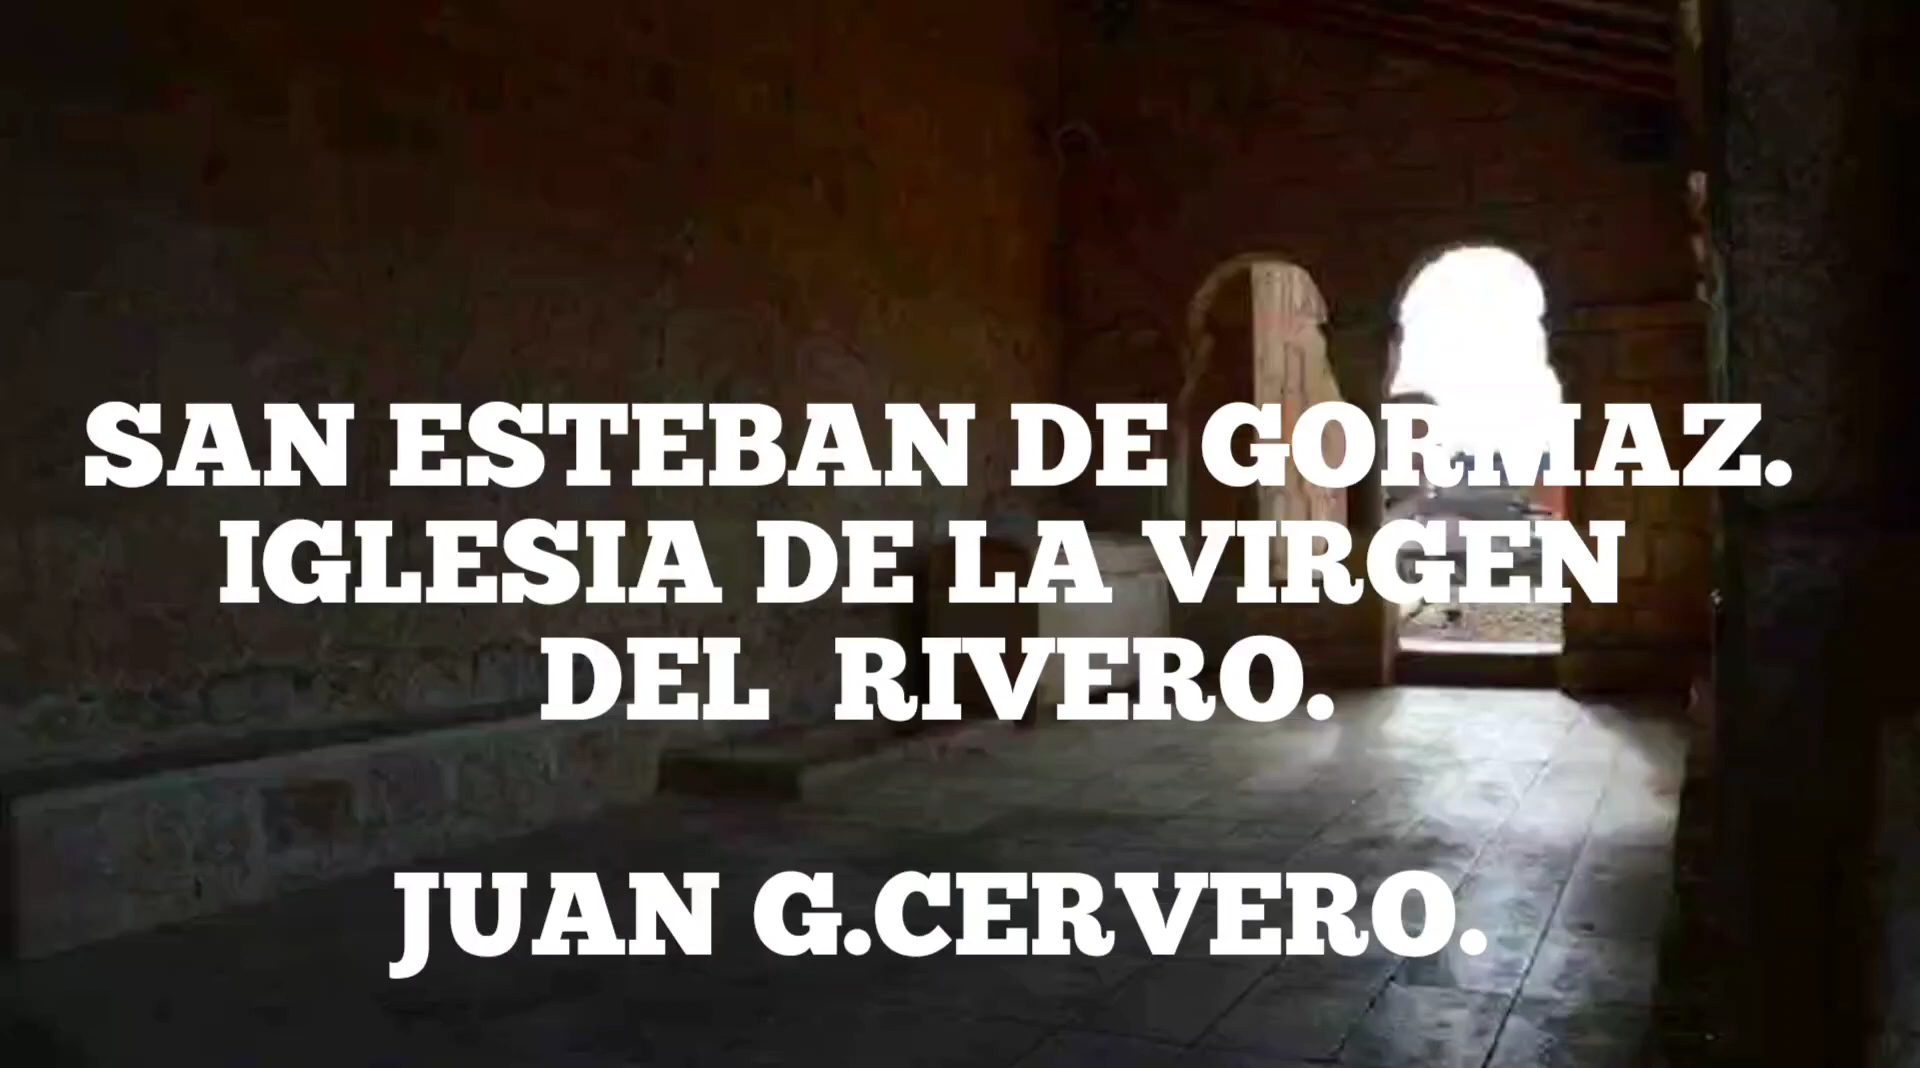 SAN ESTEBAN DE GORMAZ.
IGLESIA DE LA VIRGEN
DEL  RIVERO.
JUAN G.CERVERO.